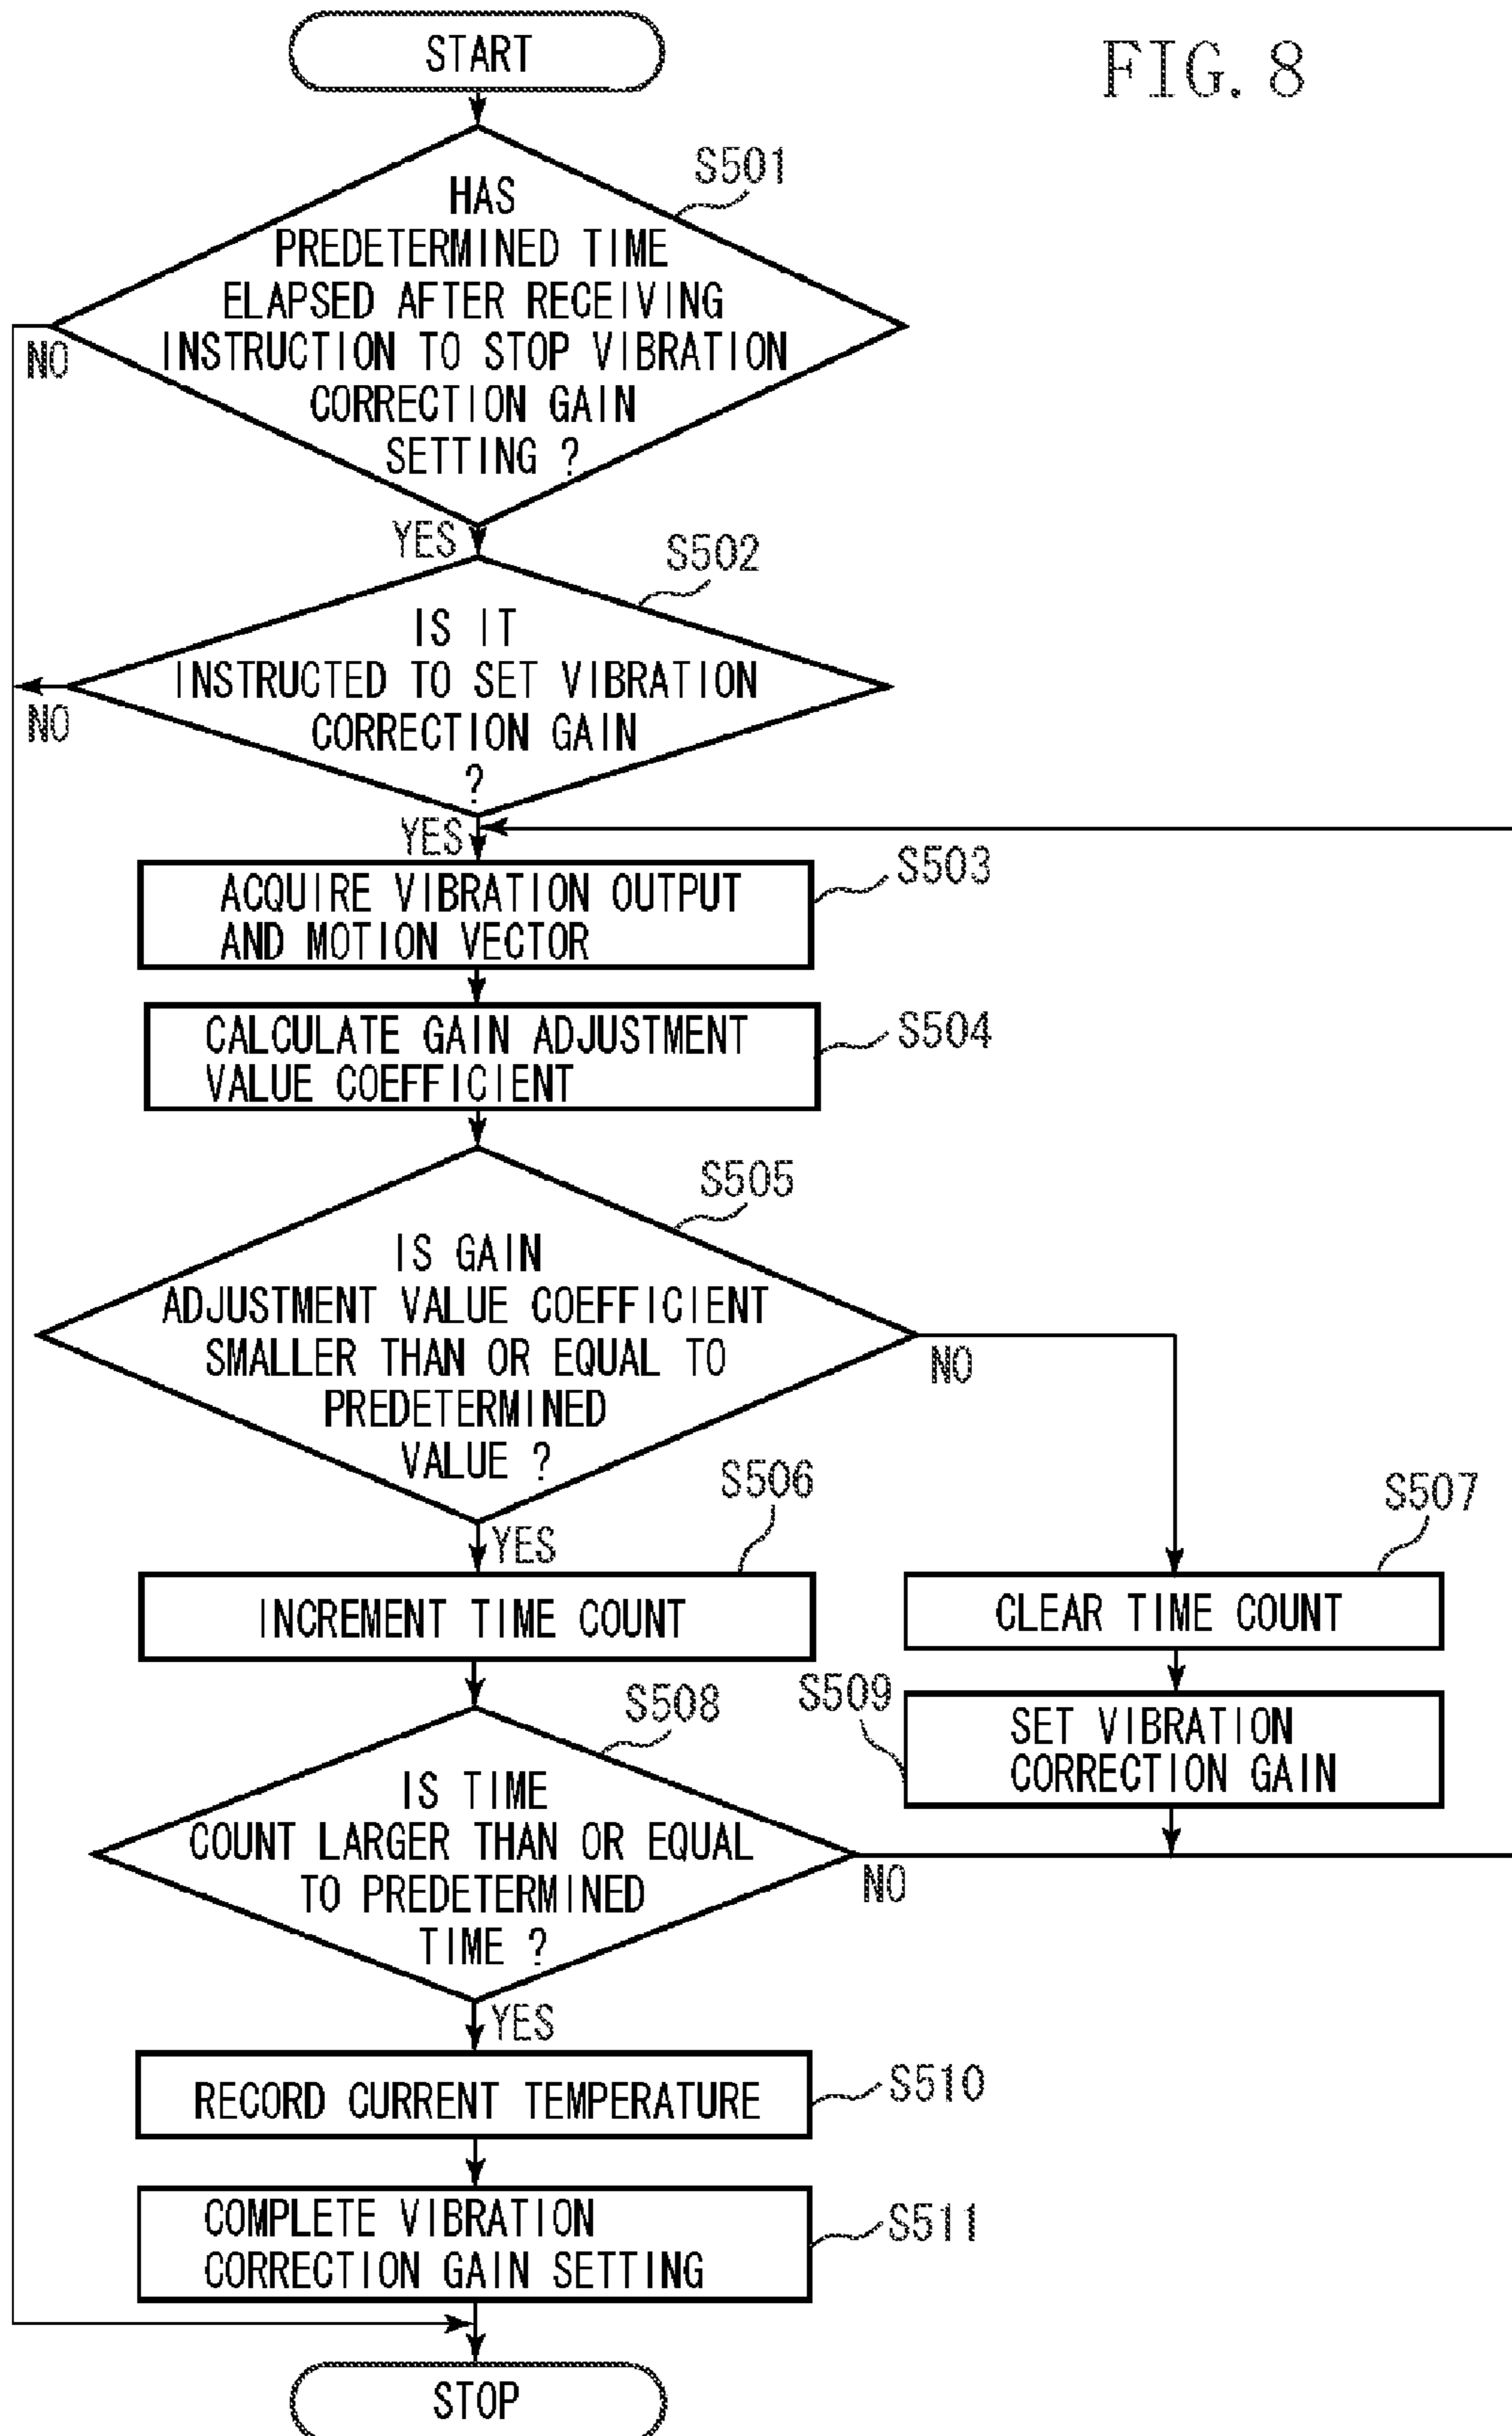 FIG. 8
START
S501
HAS
PREDETERMINED TIME
ELAPSED AFTER RECEIVING
INSTRUCTION TO STOP VIBRATION
CORRECTION GAIN
SETTING ?
NO
YES
S502
IS IT
INSTRUCTED TO SET VIBRATION
CORRECTION GAIN
?
NO
YES
S503
ACQUIRE VIBRATION OUTPUT
AND MOTION VECTOR
S504
CALCULATE GAIN ADJUSTMENT
VALUE COEFFICIENT
S505
IS GAIN
ADJUSTMENT VALUE COEFFICIENT
SMALLER THAN OR EQUAL TO
PREDETERMINED
VALUE ?
NO
YES
S506
INCREMENT TIME COUNT
S507
CLEAR TIME COUNT
S509
SET VIBRATION
CORRECTION GAIN
S508
IS TIME
COUNT LARGER THAN OR EQUAL
TO PREDETERMINED
TIME ?
NO
YES
S510
RECORD CURRENT TEMPERATURE
S511
COMPLETE VIBRATION
CORRECTION GAIN SETTING
STOP